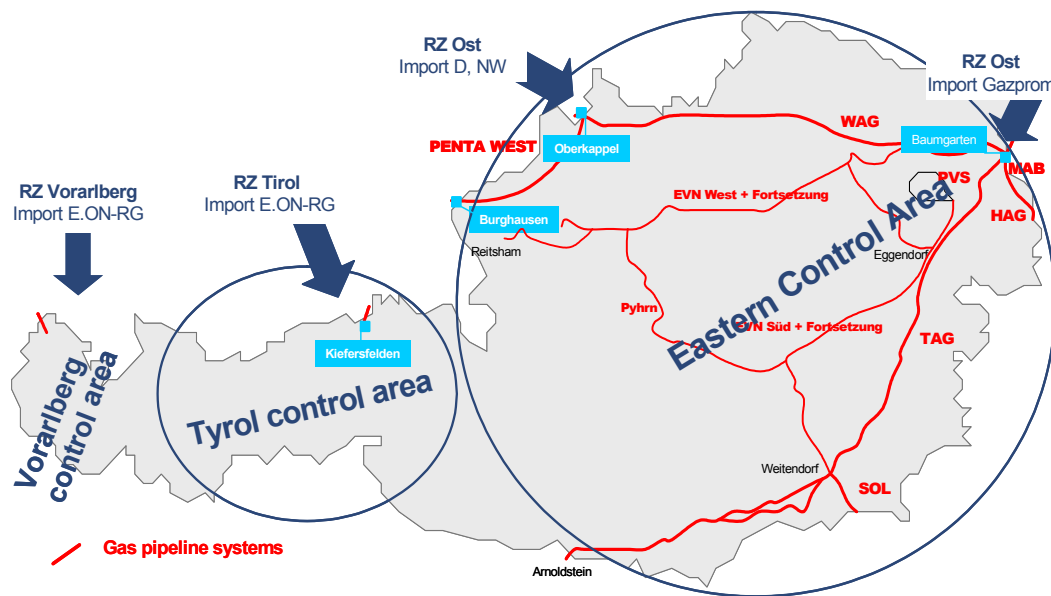 RZ Ost
Import D, NW
RZ Ost
Import Gazprom
WAG
PENTA WEST
Oberkappel
Baumgarten
MAB
PVS
RZ Vorarlberg
Import E.ON-RG
RZ Tirol
Import E.ON-RG
EVN West + Fortsetzung
HAG
Burghausen
Reitsham
Eggendorf
Eastern Control Area
Pyhrn
EVN Süd + Fortsetzung
TAG
Kiefersfelden
Vorarlberg
control area
Tyrol control area
Weitendorf
SOL
Gas pipeline systems
Arnoldstein